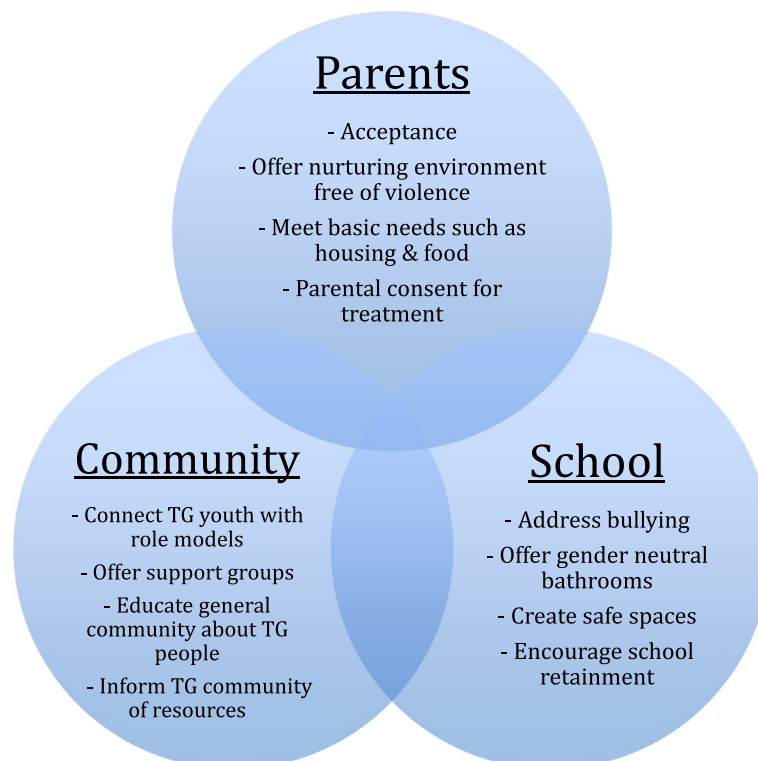 Parents
- Acceptance
- Offer nurturing environment
free of violence
- Meet basic needs such as
housing & food
- Parental consent for
treatment
Community
- Connect TG youth with
role models
- Offer support groups
- Educate general
community about TG
people
- Inform TG community
of resources
School
- Address bullying
- Offer gender neutral
bathrooms
- Create safe spaces
- Encourage school
retainment